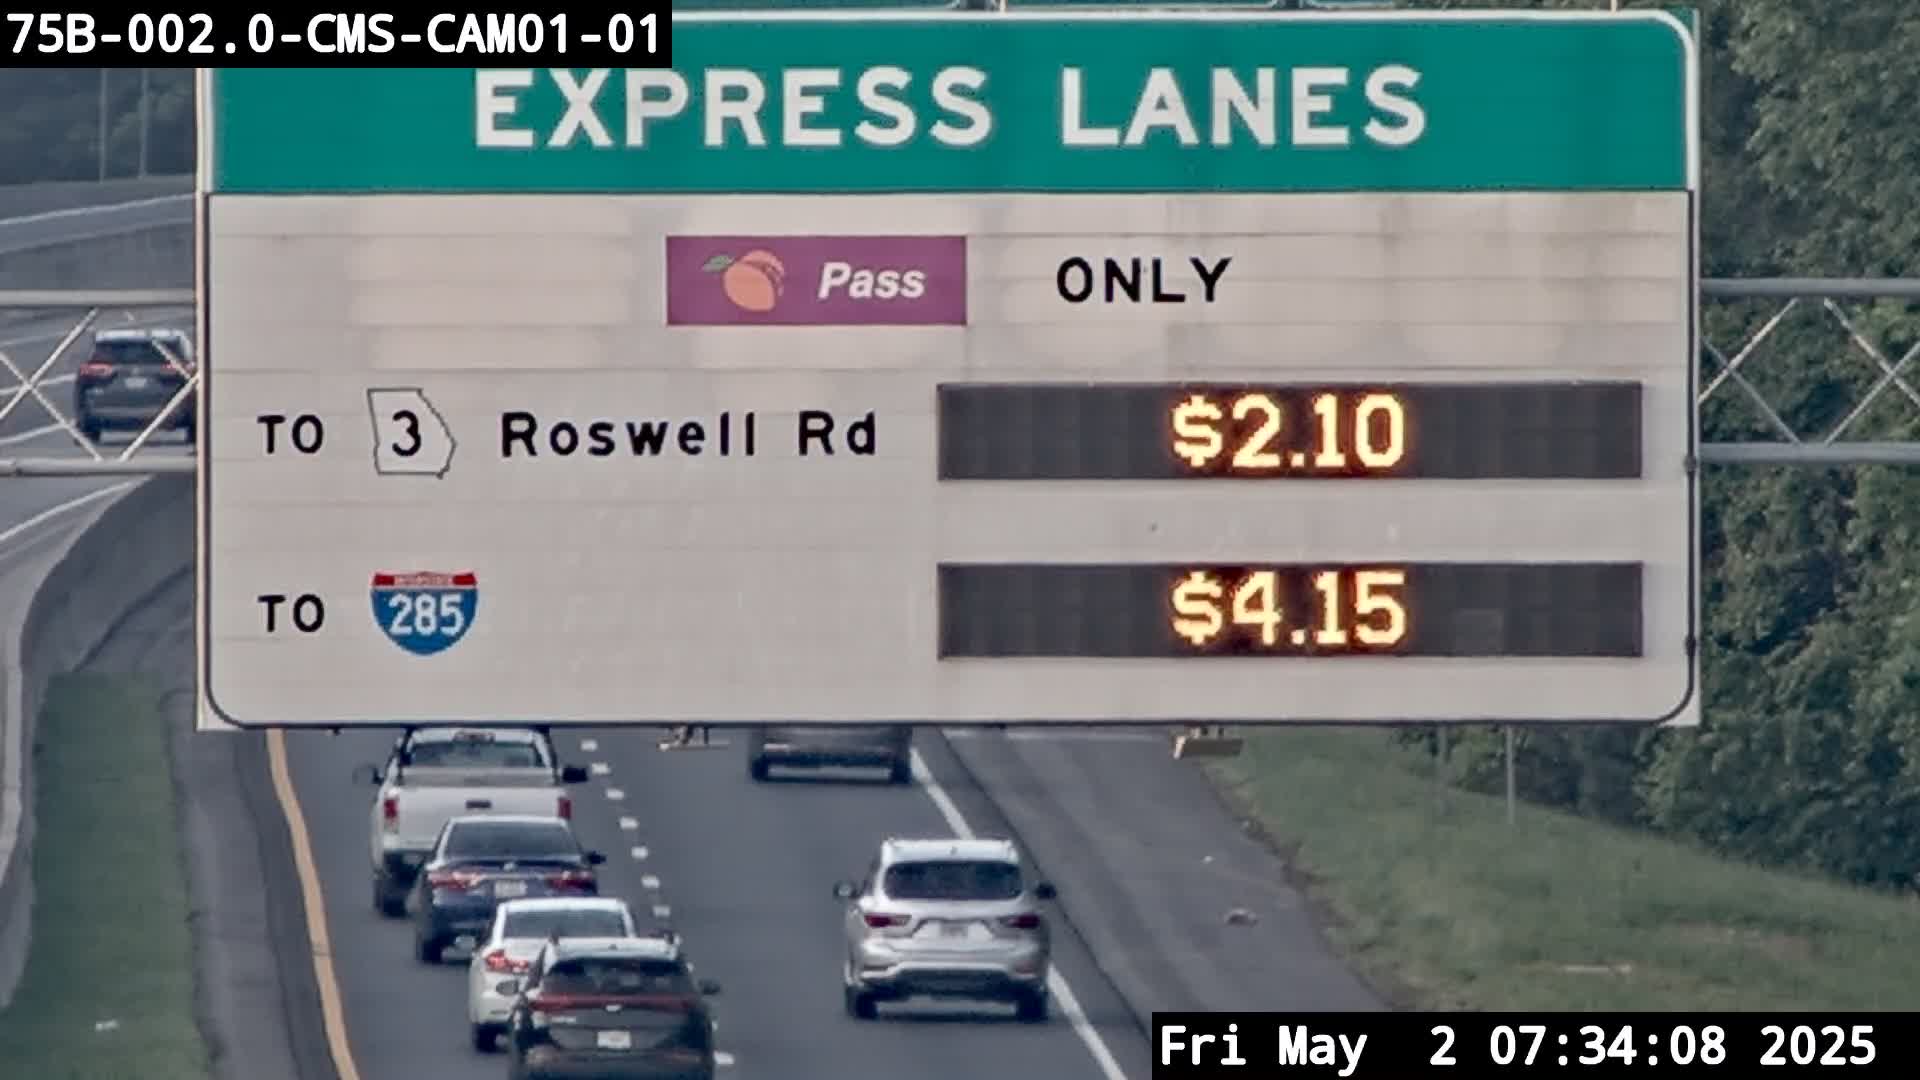 75B-002.0-CMS-CAM01-01
EXPRESS LANES
Pass ONLY
TO 3 Roswell Rd $2.10
INTERSTATE
TO 285 $4.15
Fri May 2 07:34:08 2025